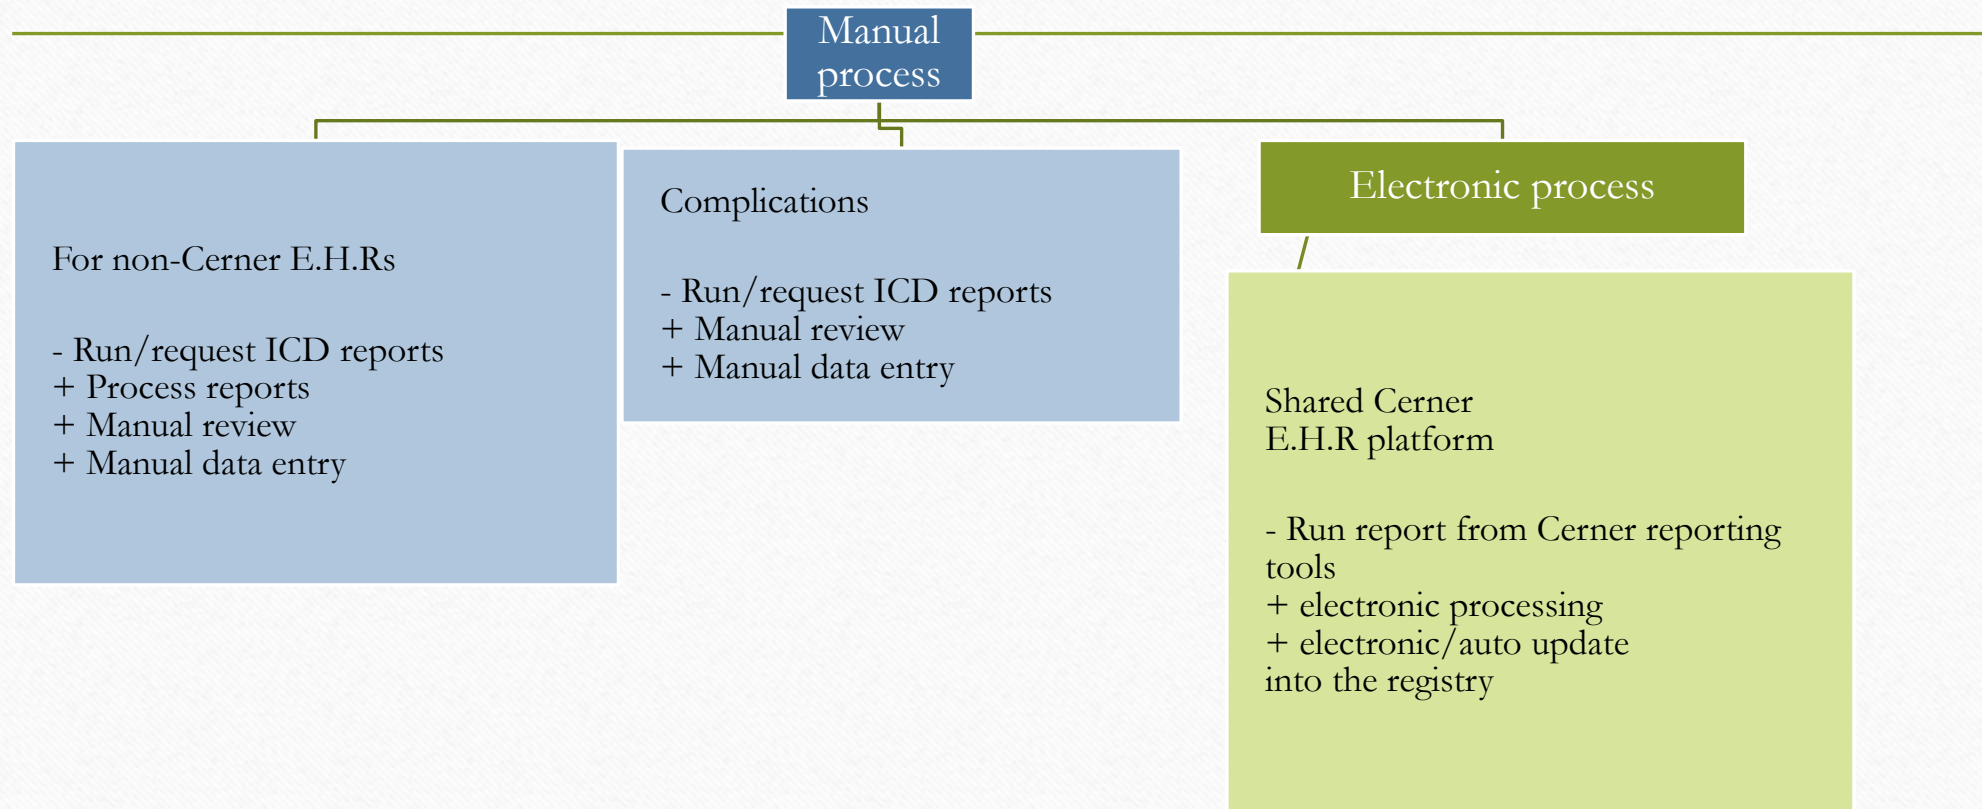 Manual
process
For non-Cerner E.H.Rs
- Run/request ICD reports
+ Process reports
+ Manual review
+ Manual data entry
Complications
- Run/request ICD reports
+ Manual review
+ Manual data entry
Electronic process
Shared Cerner
E.H.R platform
- Run report from Cerner reporting
tools
+ electronic processing
+ electronic/auto update
into the registry